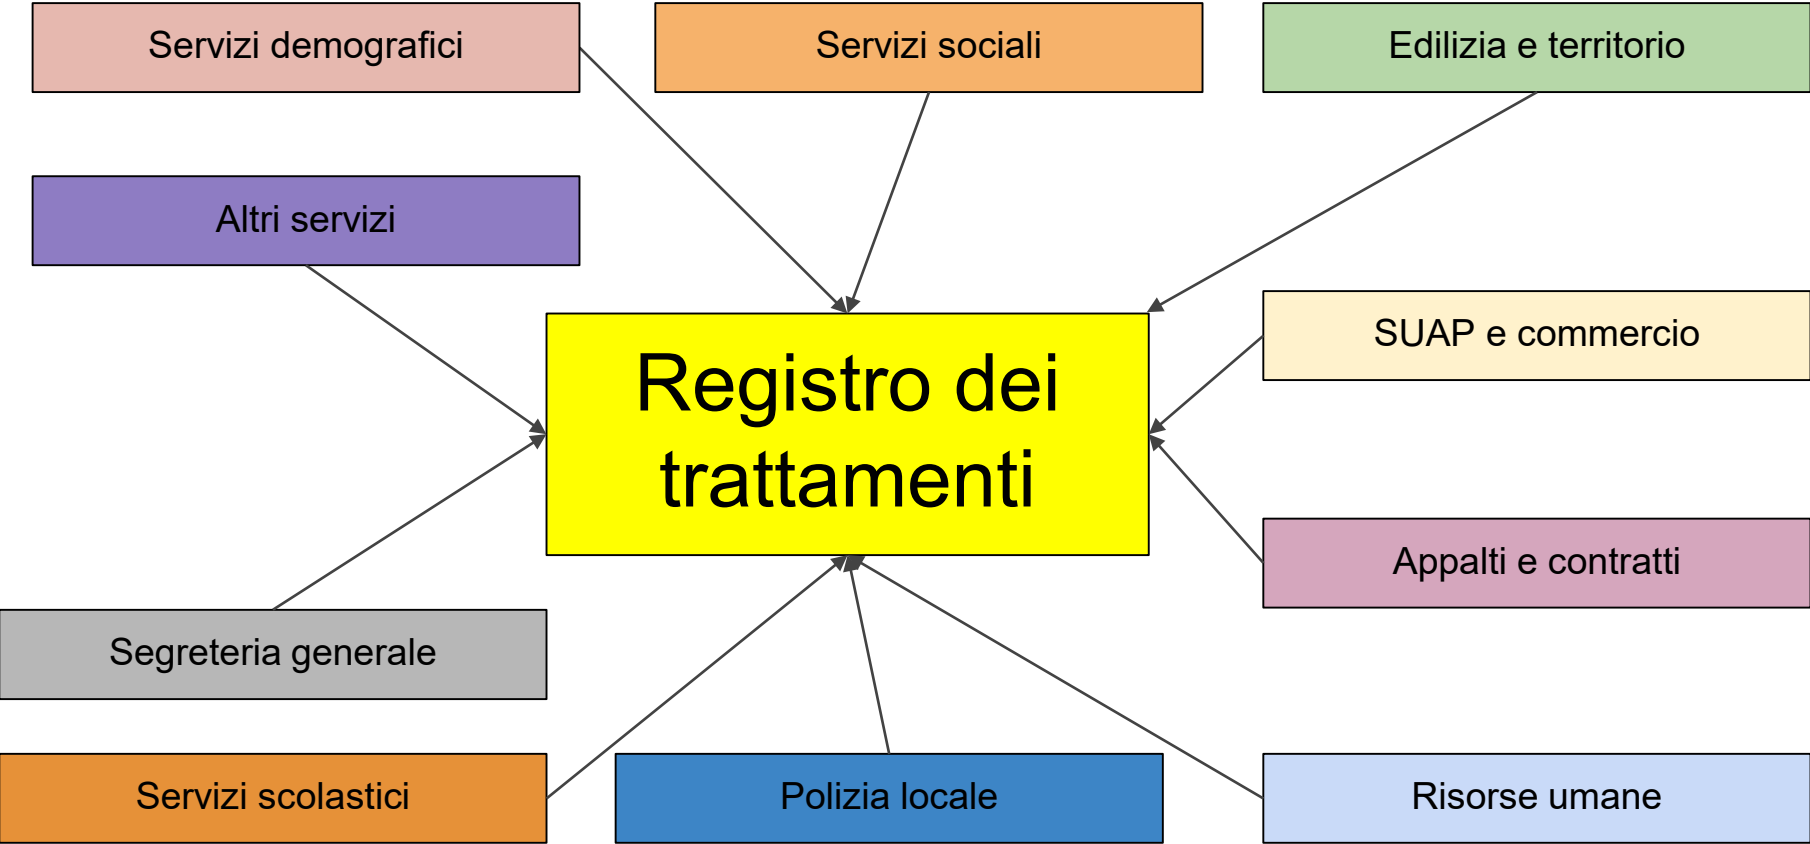 Servizi demografici
Servizi sociali
Edilizia e territorio
Altri servizi
SUAP e commercio
Registro dei
trattamenti
Appalti e contratti
Segreteria generale
Servizi scolastici
Polizia locale
Risorse umane